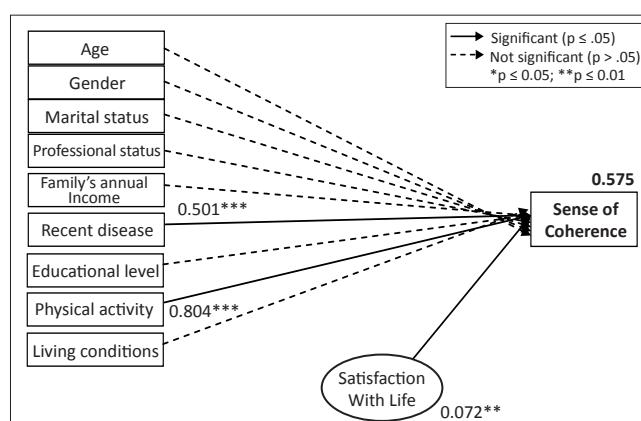 Age
Gender
Marital status
Professional status
Family's annual
Income
Recent disease
Educational level
Physical activity
Living conditions
0.501***
0.804***
Satisfaction
With Life
0.072**
0.575
Sense of
Coherence
Significant (p ≤ .05)
Not significant (p > .05)
*p ≤ 0.05; **p ≤ 0.01